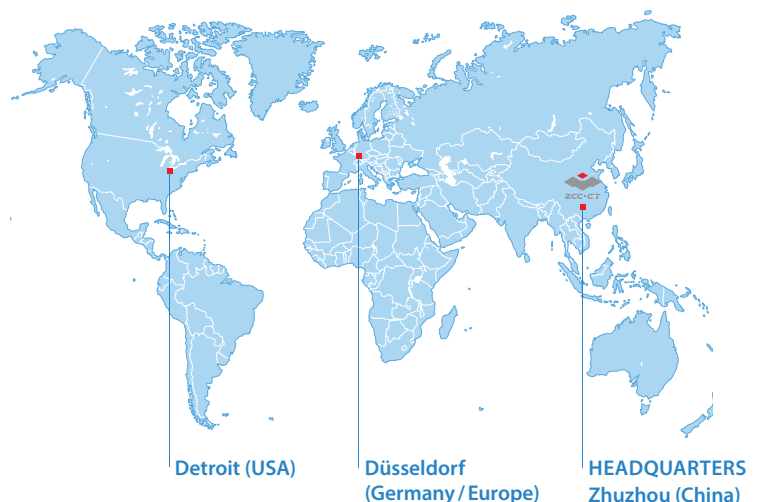 ZCC·CT
Detroit (USA)
Düsseldorf
(Germany / Europe)
HEADQUARTERS
Zhuzhou (China)